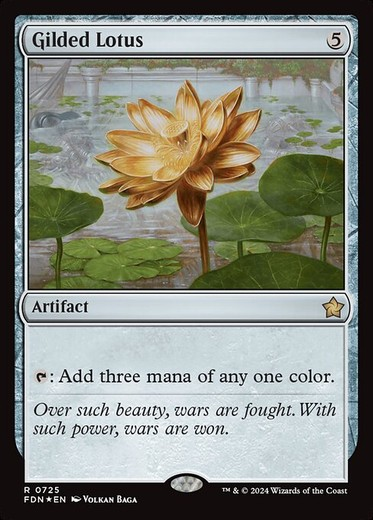 Gilded Lotus 5
Artifact
: Add three mana of any one color.
Over such beauty, wars are fought. With
such power, wars are won.
R 0725
FDN★EN VOLKAN BAGA
™ & © 2024 Wizards of the Coast